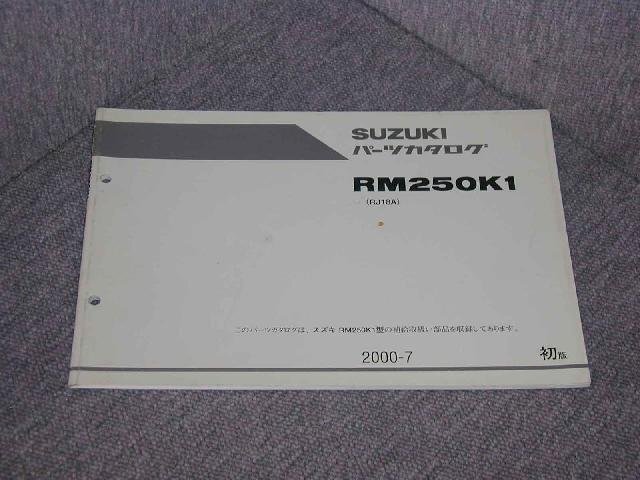 SUZUKI
パーツカタログ
RM250K1
(RJ18A)
このパーツカタログは、スズキ RM250K1型の補給取扱い部品を収録してあります。
2000-7
初版